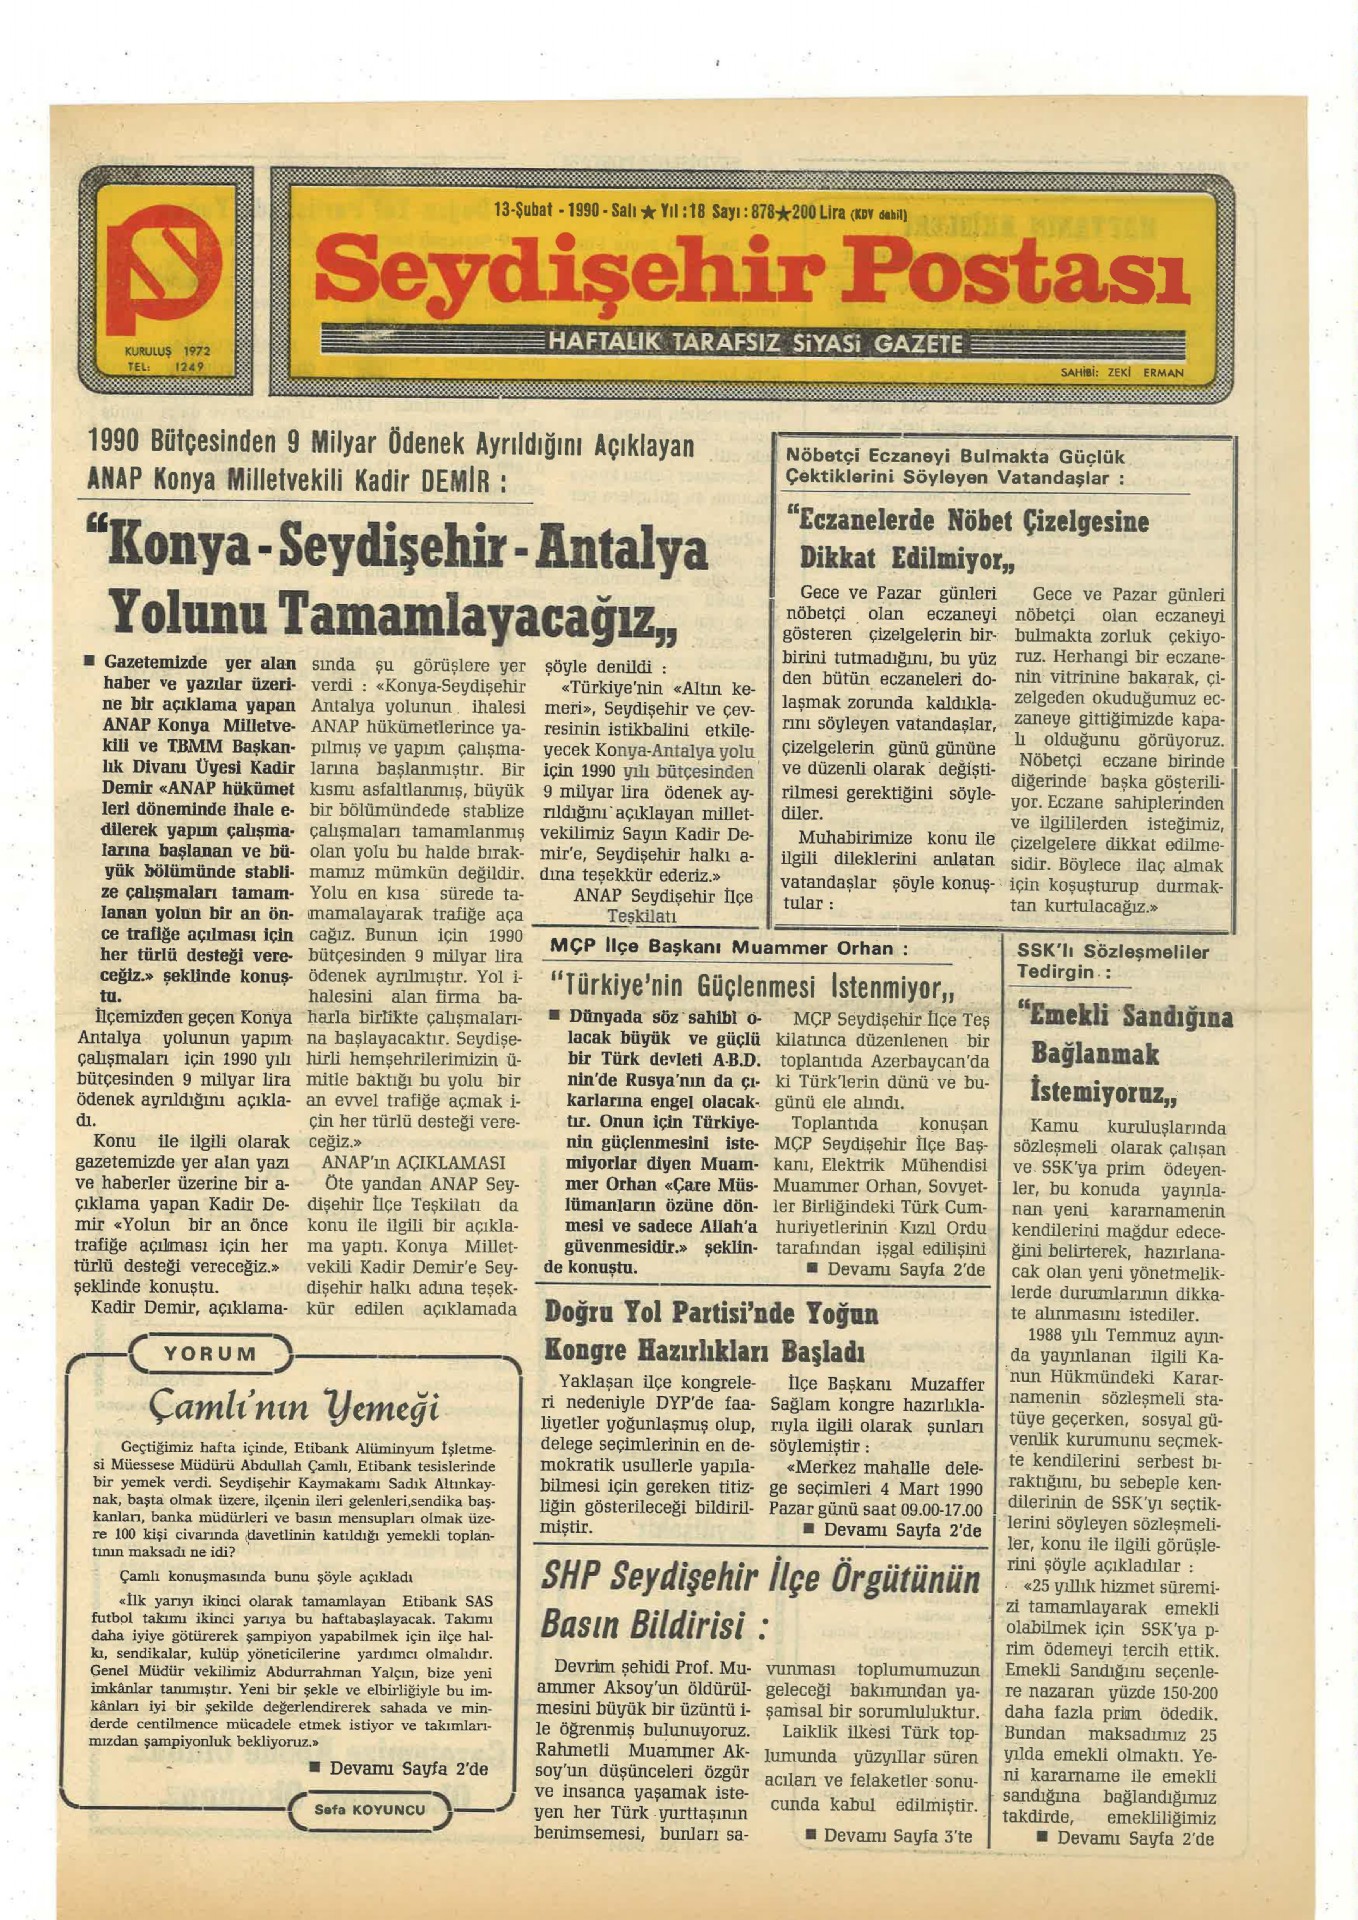 13-Şubat - 1990 - Salı ★ Yıl :18 Sayı : 878★200 Lira (KDV dahil)
Seydişehir Postası
HAFTALIK TARAFSIZ SİYASİ GAZETE
SAHİBİ: ZEKİ ERMAN
KURULUŞ 1972
TEL: 1249
1990 Bütçesinden 9 Milyar Ödenek Ayrıldığını Açıklayan
ANAP Konya Milletvekili Kadir DEMİR :
“Konya - Seydişehir - Antalya
Yolunu Tamamlayacağız„
■ Gazetemizde yer alan
haber ve yazılar üzeri-
ne bir açıklama yapan
ANAP Konya Milletve-
kili ve TBMM Başkan-
lık Divanı Üyesi Kadir
Demir «ANAP hükümet
leri döneminde ihale e-
dilerek yapım çalışma-
larına başlanan ve bü-
yük bölümünde stabli-
ze çalışmaları tamam-
lanan yolun bir an ön-
ce trafiğe açılması için
her türlü desteği vere-
ceğiz.» şeklinde konuş-
tu.
İlçemizden geçen Konya
Antalya yolunun yapım
çalışmaları için 1990 yılı
bütçesinden 9 milyar lira
ödenek ayrıldığını açıkla-
dı.
Konu ile ilgili olarak
gazetemizde yer alan yazı
ve haberler üzerine bir a-
çıklama yapan Kadir De-
mir «Yolun bir an önce
trafiğe açılması için her
türlü desteği vereceğiz.»
şeklinde konuştu.
Kadir Demir, açıklama-
sında şu görüşlere yer
verdi : «Konya-Seydişehir
Antalya yolunun ihalesi
ANAP hükümetlerince ya-
pılmış ve yapım çalışma-
larına başlanmıştır. Bir
kısmı asfaltlanmış, büyük
bir bölümündede stablize
çalışmaları tamamlanmış
olan yolu bu halde bırak-
mamız mümkün değildir.
Yolu en kısa sürede ta-
mamalayarak trafiğe aça
cağız. Bunun için 1990
bütçesinden 9 milyar lira
ödenek ayrılmıştır. Yol i-
halesini alan firma ba-
harla birlikte çalışmaları-
na başlayacaktır. Seydişe-
hirli hemşehrilerimizin ü-
mitle baktığı bu yolu bir
an evvel trafiğe açmak i-
çin her türlü desteği vere-
ceğiz.»
ANAP'ın AÇIKLAMASI
Öte yandan ANAP Sey-
dişehir İlçe Teşkilatı da
konu ile ilgili bir açıkla-
ma yaptı. Konya Millet-
vekili Kadir Demir'e Sey-
dişehir halkı adına teşek-
kür edilen açıklamada
şöyle denildi :
«Türkiye'nin «Altın ke-
meri», Seydişehir ve çev-
resinin istikbalini etkile-
yecek Konya-Antalya yolu
için 1990 yılı bütçesinden
9 milyar lira ödenek ay-
rıldığını açıklayan millet-
vekilimiz Sayın Kadir De-
mir'e, Seydişehir halkı a-
dına teşekkür ederiz.»
ANAP Seydişehir İlçe
Teşkilatı
Nöbetçi Eczaneyi Bulmakta Güçlük
Çektiklerini Söyleyen Vatandaşlar :
“Eczanelerde Nöbet Çizelgesine
Dikkat Edilmiyor„
Gece ve Pazar günleri
nöbetçi olan eczaneyi
gösteren çizelgelerin bir-
birini tutmadığını, bu yüz
den bütün eczaneleri do-
laşmak zorunda kaldıkla-
rını söyleyen vatandaşlar,
çizelgelerin günü gününe
ve düzenli olarak değişti-
rilmesi gerektiğini söyle-
diler.
Muhabirimize konu ile
ilgili dileklerini anlatan
vatandaşlar şöyle konuş-
tular :
Gece ve Pazar günleri
nöbetçi olan eczaneyi
bulmakta zorluk çekiyo-
ruz. Herhangi bir eczane-
nin vitrinine bakarak, çi-
zelgeden okuduğumuz ec-
zaneye gittiğimizde kapa-
lı olduğunu görüyoruz.
Nöbetçi eczane birinde
diğerinde başka gösterili-
yor. Eczane sahiplerinden
ve ilgililerden isteğimiz,
çizelgelere dikkat edilme-
sidir. Böylece ilaç almak
için koşuşturup durmak-
tan kurtulacağız.»
MÇP İlçe Başkanı Muammer Orhan :
“Türkiye'nin Güçlenmesi İstenmiyor„
■ Dünyada söz sahibi o-
lacak büyük ve güçlü
bir Türk devleti A.B.D.
nin'de Rusya'nın da çı-
karlarına engel olacak-
tır. Onun için Türkiye-
nin güçlenmesini iste-
miyorlar diyen Muam-
mer Orhan «Çare Müs-
lümanların özüne dön-
mesi ve sadece Allah'a
güvenmesidir.» şeklin-
de konuştu.
MÇP Seydişehir İlçe Teş
kilatınca düzenlenen bir
toplantıda Azerbaycan'da
ki Türk'lerin dünü ve bu-
günü ele alındı.
Toplantıda konuşan
MÇP Seydişehir İlçe Baş-
kanı, Elektrik Mühendisi
Muammer Orhan, Sovyet-
ler Birliğindeki Türk Cum-
huriyetlerinin Kızıl Ordu
tarafından işgal edilişini
■ Devamı Sayfa 2'de
SSK'lı Sözleşmeliler
Tedirgin :
“Emekli Sandığına
Bağlanmak
İstemiyoruz„
Kamu kuruluşlarında
sözleşmeli olarak çalışan
ve SSK'ya prim ödeyen-
ler, bu konuda yayınla-
nan yeni kararnamenin
kendilerini mağdur edece-
ğini belirterek, hazırlana-
cak olan yeni yönetmelik-
lerde durumlarının dikka-
te alınmasını istediler.
1988 yılı Temmuz ayın-
da yayınlanan ilgili Ka-
nun Hükmündeki Karar-
namenin sözleşmeli sta-
tüye geçerken, sosyal gü-
venlik kurumunu seçmek-
te kendilerini serbest bı-
raktığını, bu sebeple ken-
dilerinin de SSK'yı seçtik-
lerini söyleyen sözleşmeli-
ler, konu ile ilgili görüşle-
rini şöyle açıkladılar :
«25 yıllık hizmet süremi-
zi tamamlayarak emekli
olabilmek için SSK'ya p-
rim ödemeyi tercih ettik.
Emekli Sandığını seçenle-
re nazaran yüzde 150-200
daha fazla prim ödedik.
Bundan maksadımız 25
yılda emekli olmaktı. Ye-
ni kararname ile emekli
sandığına bağlandığımız
takdirde, emekliliğimiz
■ Devamı Sayfa 2'de
Doğru Yol Partisi'nde Yoğun
Kongre Hazırlıkları Başladı
Yaklaşan ilçe kongrele-
ri nedeniyle DYP'de faa-
liyetler yoğunlaşmış olup,
delege seçimlerinin en de-
mokratik usullerle yapıla-
bilmesi için gereken titiz-
liğin gösterileceği bildiril-
miştir.
İlçe Başkanı Muzaffer
Sağlam kongre hazırlıkla-
rıyla ilgili olarak şunları
söylemiştir :
«Merkez mahalle dele-
ge seçimleri 4 Mart 1990
Pazar günü saat 09.00-17.00
■ Devamı Sayfa 2'de
SHP Seydişehir İlçe Örgütünün
Basın Bildirisi :
Devrim şehidi Prof. Mu-
ammer Aksoy'un öldürül-
mesini büyük bir üzüntü i-
le öğrenmiş bulunuyoruz.
Rahmetli Muammer Ak-
soy'un düşünceleri özgür
ve insanca yaşamak iste-
yen her Türk yurttaşının
benimsemesi, bunları sa-
vunması toplumumuzun
geleceği bakımından ya-
şamsal bir sorumluluktur.
Laiklik ilkesi Türk top-
lumunda yüzyıllar süren
acıları ve felaketler sonu-
cunda kabul edilmiştir.
■ Devamı Sayfa 3'te
YORUM
Çamlı'nın Yemeği
Geçtiğimiz hafta içinde, Etibank Alüminyum İşletme-
si Müessese Müdürü Abdullah Çamlı, Etibank tesislerinde
bir yemek verdi. Seydişehir Kaymakamı Sadık Altınkay-
nak, başta olmak üzere, ilçenin ileri gelenleri,sendika baş-
kanları, banka müdürleri ve basın mensupları olmak üze-
re 100 kişi civarında davetlinin katıldığı yemekli toplan-
tının maksadı ne idi?
Çamlı konuşmasında bunu şöyle açıkladı
«İlk yarıyı ikinci olarak tamamlayan Etibank SAS
futbol takımı ikinci yarıya bu haftabaşlayacak. Takımı
daha iyiye götürerek şampiyon yapabilmek için ilçe hal-
kı, sendikalar, kulüp yöneticilerine yardımcı olmalıdır.
Genel Müdür vekilimiz Abdurrahman Yalçın, bize yeni
imkânlar tanımıştır. Yeni bir şekle ve elbirliğiyle bu im-
kânları iyi bir şekilde değerlendirerek sahada ve min-
derde centilmence mücadele etmek istiyor ve takımları-
mızdan şampiyonluk bekliyoruz.»
■ Devamı Sayfa 2'de
Sefa KOYUNCU